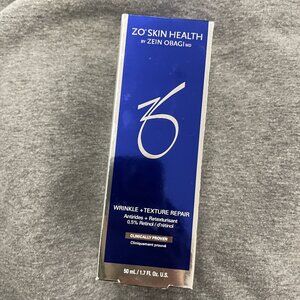 ZO® SKIN HEALTH
BY ZEIN OBAGI MD
WRINKLE + TEXTURE REPAIR
Antirides + Retexturisant
0.5% Retinol / d'rétinol
CLINICALLY PROVEN
Cliniquement prouvé
50 mL / 1.7 Fl. Oz. U.S.